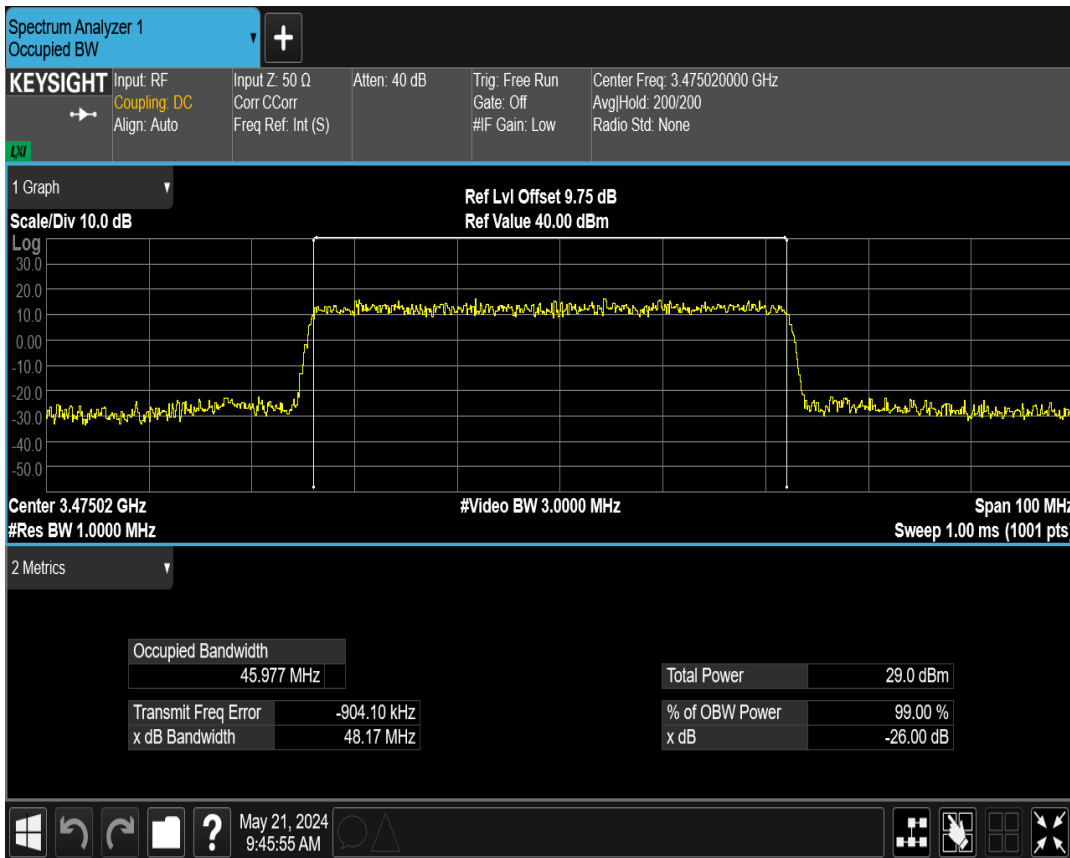 Spectrum Analyzer 1
Occupied BW
+
KEYSIGHT
LXI
Input: RF
Coupling: DC
Align: Auto
Input Z: 50 Ω
Corr CCorr
Freq Ref: Int (S)
Atten: 40 dB
Trig: Free Run
Gate: Off
#IF Gain: Low
Center Freq: 3.475020000 GHz
Avg|Hold: 200/200
Radio Std: None
1 Graph
Scale/Div 10.0 dB
Ref Lvl Offset 9.75 dB
Ref Value 40.00 dBm
Log
30.0
20.0
10.0
0.00
-10.0
-20.0
-30.0
-40.0
-50.0
Center 3.47502 GHz
#Video BW 3.0000 MHz
Span 100 MHz
#Res BW 1.0000 MHz
Sweep 1.00 ms (1001 pts)
2 Metrics
Occupied Bandwidth
45.977 MHz
Transmit Freq Error -904.10 kHz
x dB Bandwidth 48.17 MHz
Total Power 29.0 dBm
% of OBW Power 99.00 %
x dB -26.00 dB
?
May 21, 2024
9:45:55 AM